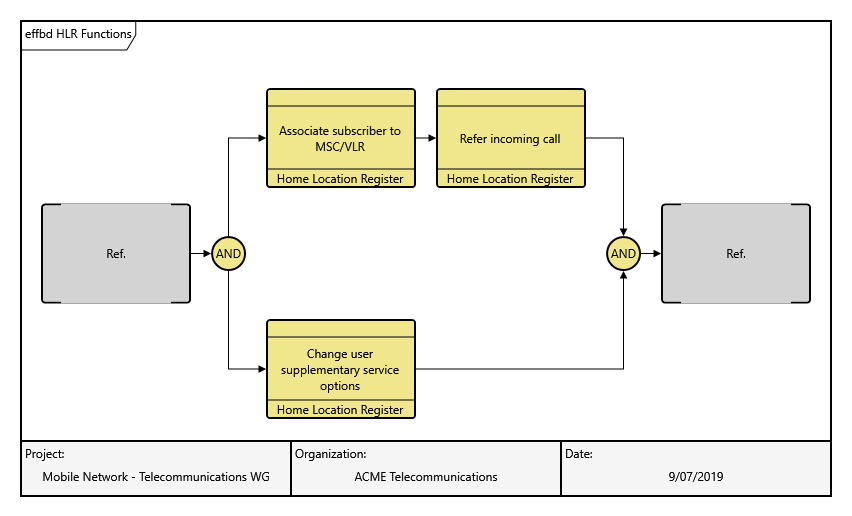 effbd HLR Functions
Associate subscriber to
MSC/VLR
Home Location Register
Refer incoming call
Home Location Register
Ref.
AND
AND
Ref.
Change user
supplementary service
options
Home Location Register
Project:
Mobile Network - Telecommunications WG
Organization:
ACME Telecommunications
Date:
9/07/2019